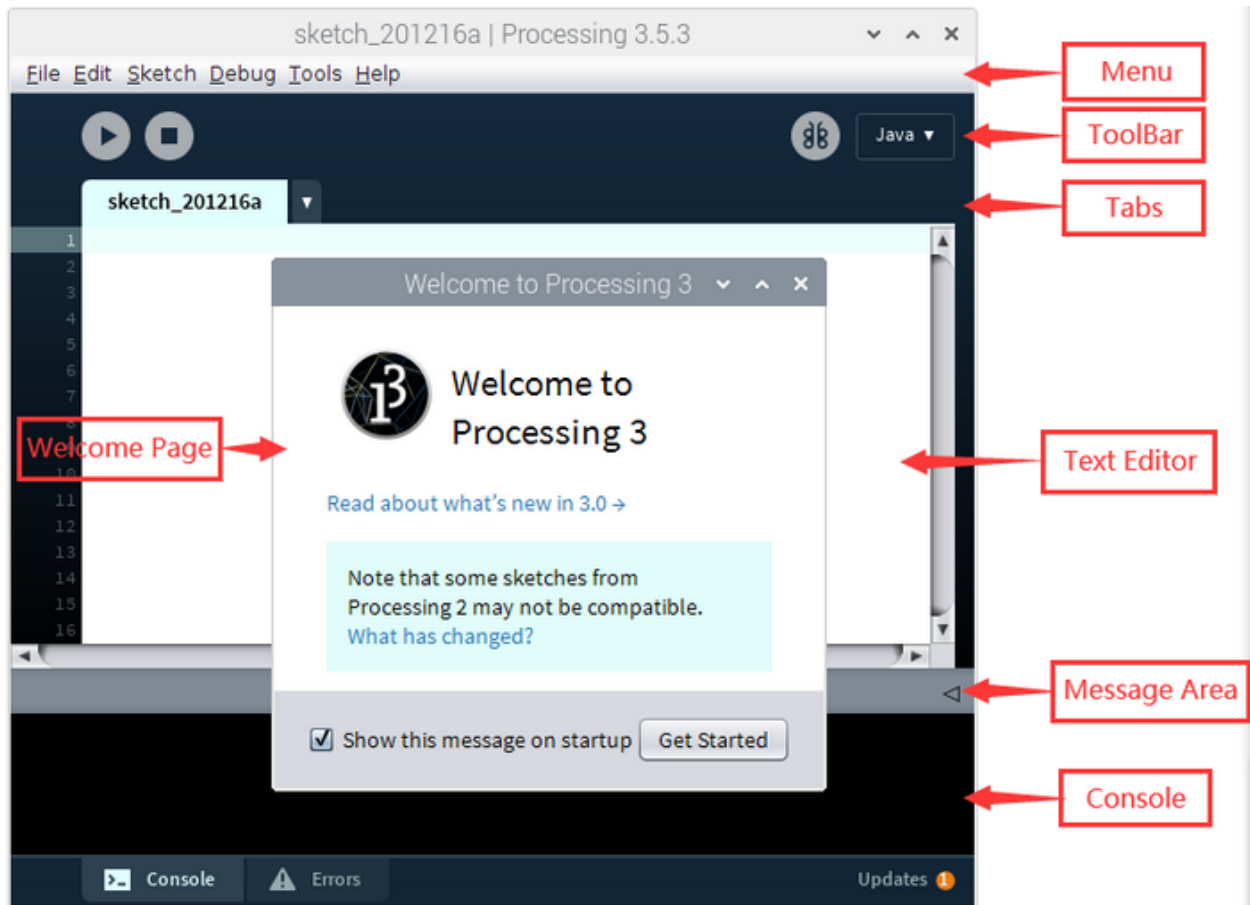 sketch_201216a | Processing 3.5.3
File Edit Sketch Debug Tools Help
Menu
Java
ToolBar
sketch_201216a
Tabs
1
2
3
4
5
6
7
Welcome to Processing 3
Welcome to
Processing 3
Welcome Page
Text Editor
10
11
12
13
14
15
16
Read about what's new in 3.0 →
Note that some sketches from
Processing 2 may not be compatible.
What has changed?
Message Area
Show this message on startup
Get Started
Console
Console
Errors
Updates 1